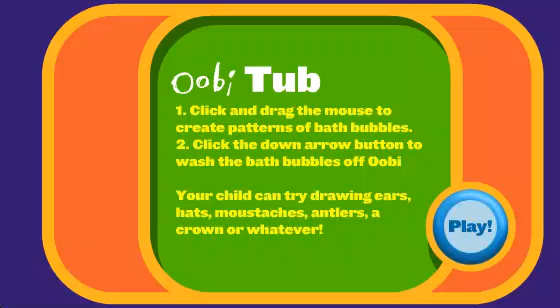 Oobi Tub
1. Click and drag the mouse to
create patterns of bath bubbles.
2. Click the down arrow button to
wash the bath bubbles off Oobi
Your child can try drawing ears,
hats, moustaches, antlers, a
crown or whatever!
Play!